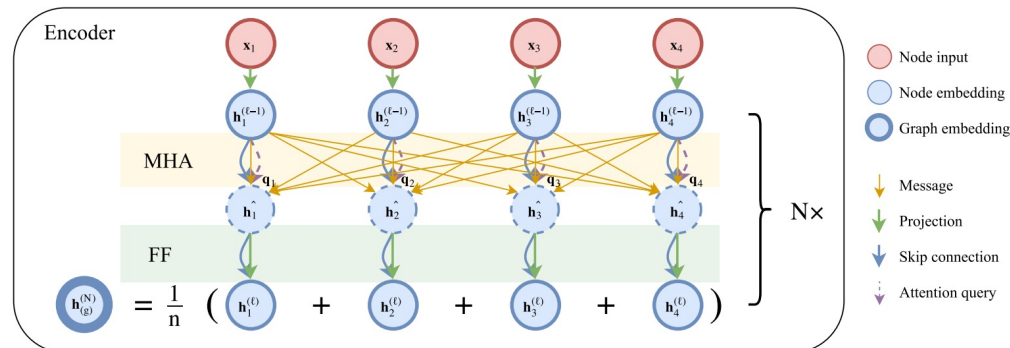 Encoder
x₁ x₂ x₃ x₄
h₁^(ℓ−1) h₂^(ℓ−1) h₃^(ℓ−1) h₄^(ℓ−1)
MHA
q₁ q₂ q₃ q₄
ĥ₁ ĥ₂ ĥ₃ ĥ₄
N×
FF
h_(g)^(N) = 1/n ( h₁^(ℓ) + h₂^(ℓ) + h₃^(ℓ) + h₄^(ℓ) )
Node input
Node embedding
Graph embedding
Message
Projection
Skip connection
Attention query